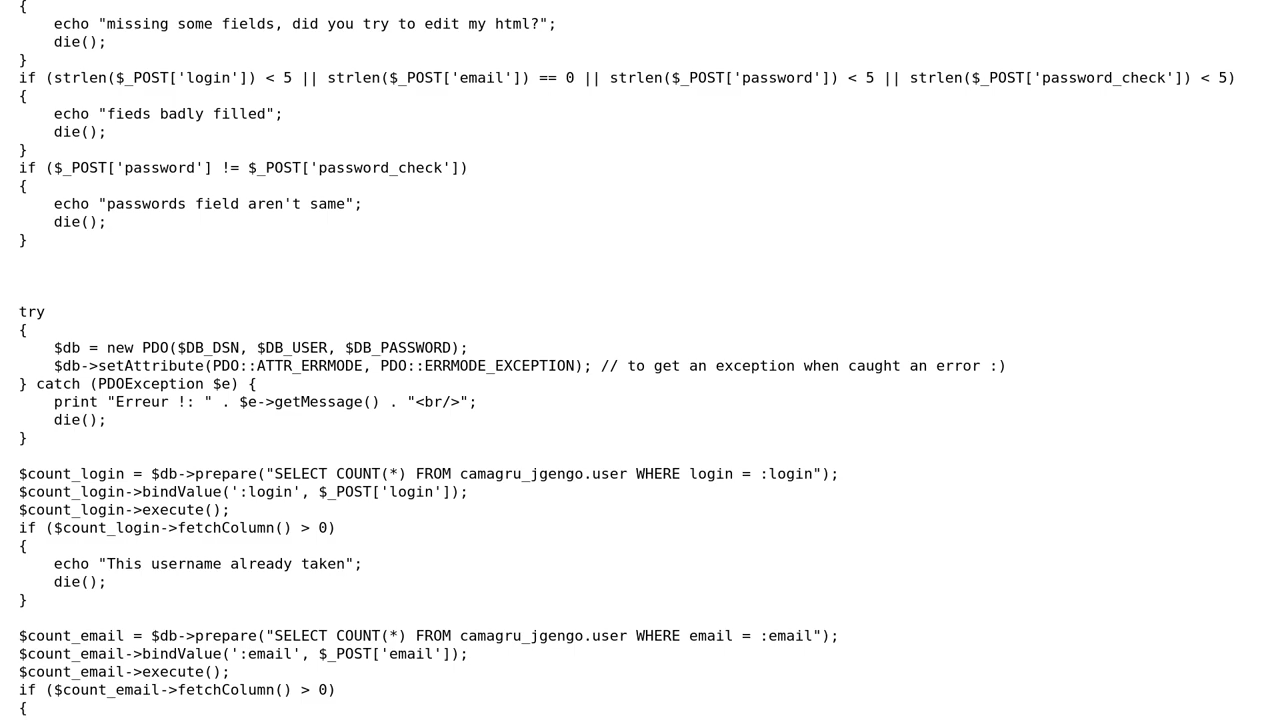 {
    echo "missing some fields, did you try to edit my html?";
    die();
}
if (strlen($_POST['login']) < 5 || strlen($_POST['email']) == 0 || strlen($_POST['password']) < 5 || strlen($_POST['password_check']) < 5)
{
    echo "fieds badly filled";
    die();
}
if ($_POST['password'] != $_POST['password_check'])
{
    echo "passwords field aren't same";
    die();
}
try
{
    $db = new PDO($DB_DSN, $DB_USER, $DB_PASSWORD);
    $db->setAttribute(PDO::ATTR_ERRMODE, PDO::ERRMODE_EXCEPTION); // to get an exception when caught an error :)
} catch (PDOException $e) {
    print "Erreur !: " . $e->getMessage() . "<br/>";
    die();
}
$count_login = $db->prepare("SELECT COUNT(*) FROM camagru_jgengo.user WHERE login = :login");
$count_login->bindValue(':login', $_POST['login']);
$count_login->execute();
if ($count_login->fetchColumn() > 0)
{
    echo "This username already taken";
    die();
}
$count_email = $db->prepare("SELECT COUNT(*) FROM camagru_jgengo.user WHERE email = :email");
$count_email->bindValue(':email', $_POST['email']);
$count_email->execute();
if ($count_email->fetchColumn() > 0)
{